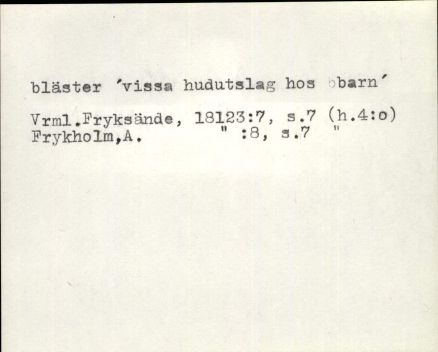 bläster ´vissa hudutslag hos barn´
Vrml.Fryksände, 18123:7, s.7 (h.4:o)
Frykholm,A. " :8, s.7 "